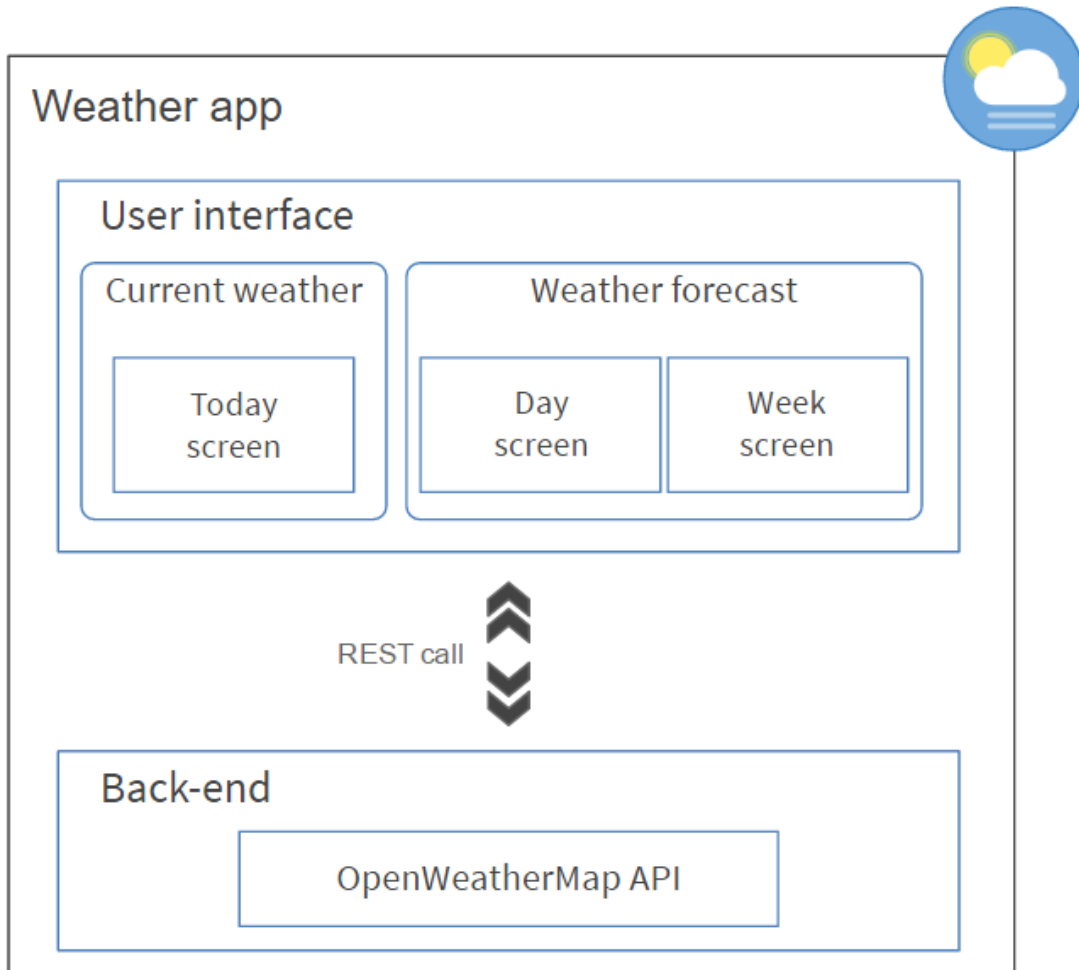 Weather app
User interface
Current weather
Today
screen
Weather forecast
Day
screen
Week
screen
REST call
Back-end
OpenWeatherMap API